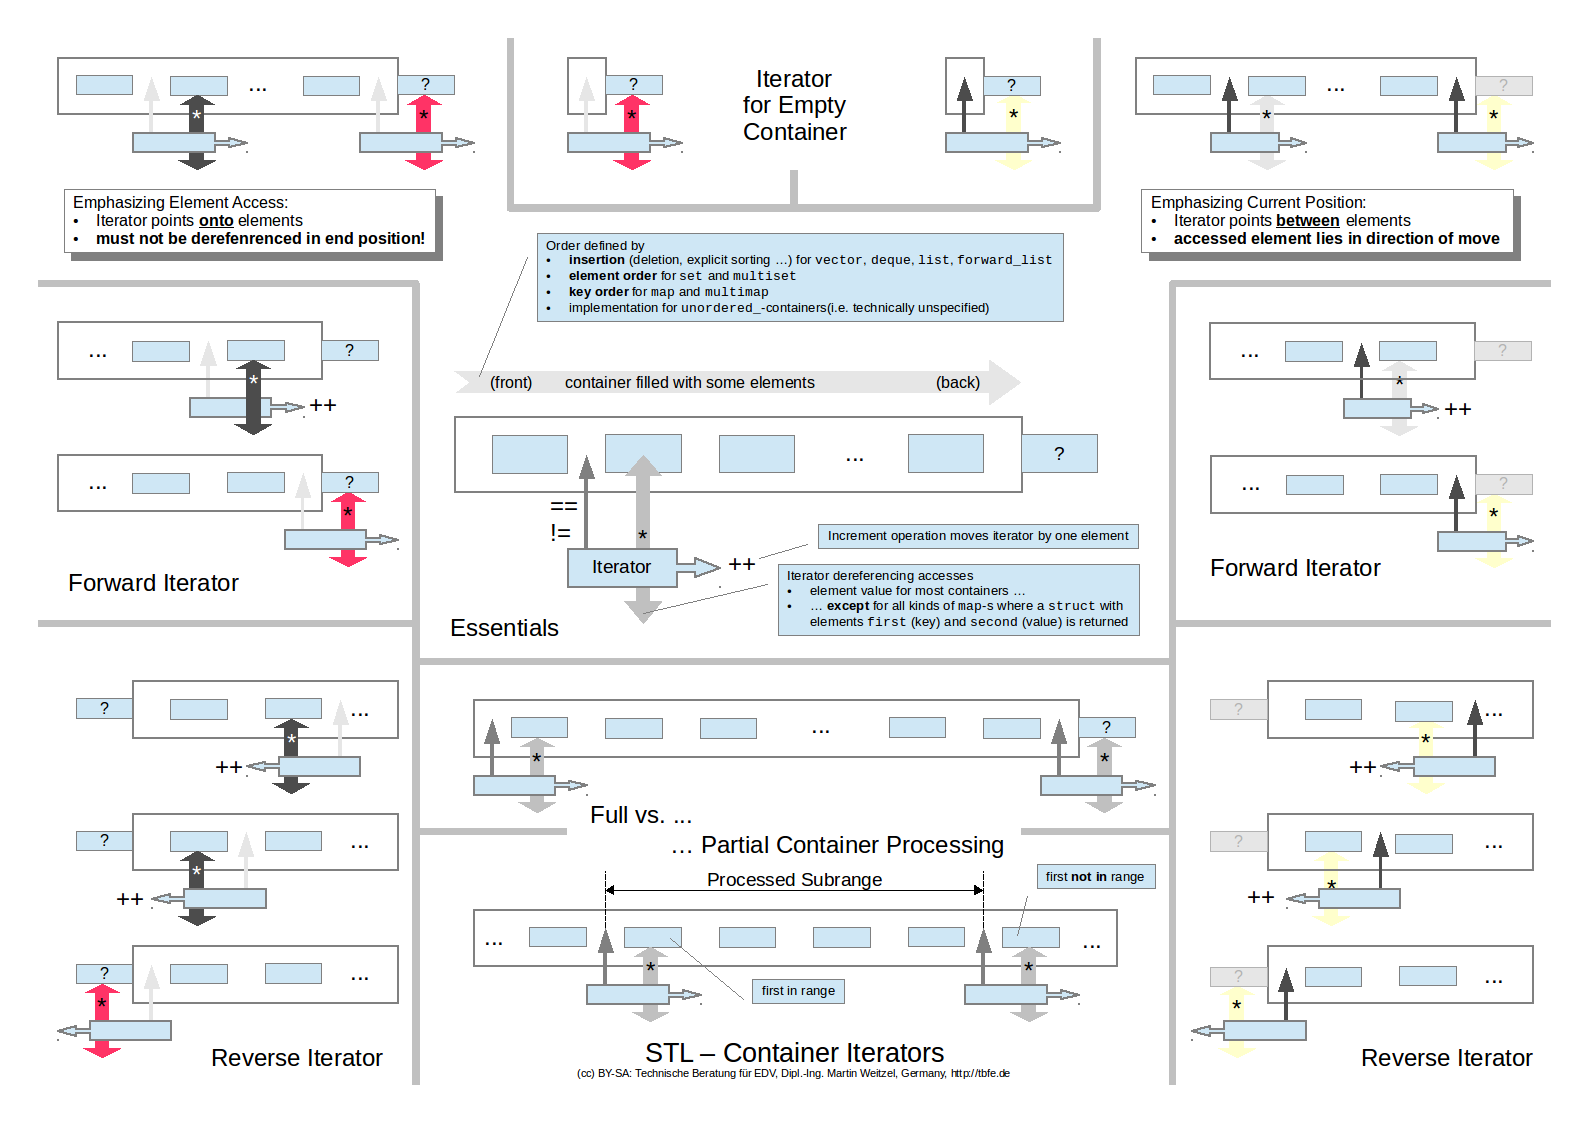 ? ? ? ? ?
... ...
* * * * * *
Iterator
for Empty
Container
Emphasizing Element Access:
• Iterator points onto elements
• must not be derefenrenced in end position!
Emphasizing Current Position:
• Iterator points between elements
• accessed element lies in direction of move
Order defined by
• insertion (deletion, explicit sorting ...) for vector, deque, list, forward_list
• element order for set and multiset
• key order for map and multimap
• implementation for unordered_-containers(i.e. technically unspecified)
... ?
*
++
... ?
*
Forward Iterator
(front) container filled with some elements (back)
... ?
==
!=
*
Iterator
++
Increment operation moves iterator by one element
Iterator dereferencing accesses
• element value for most containers ...
• ... except for all kinds of map-s where a struct with
elements first (key) and second (value) is returned
Essentials
... ?
*
++
... ?
*
Forward Iterator
? ...
*
++
? ...
*
++
? ...
*
Reverse Iterator
... ?
* *
Full vs. ...
... Partial Container Processing
Processed Subrange
first not in range
... ...
* *
first in range
STL – Container Iterators
(cc) BY-SA: Technische Beratung für EDV, Dipl.-Ing. Martin Weitzel, Germany, http://tbfe.de
? ...
*
++
? ...
*
++
? ...
*
Reverse Iterator